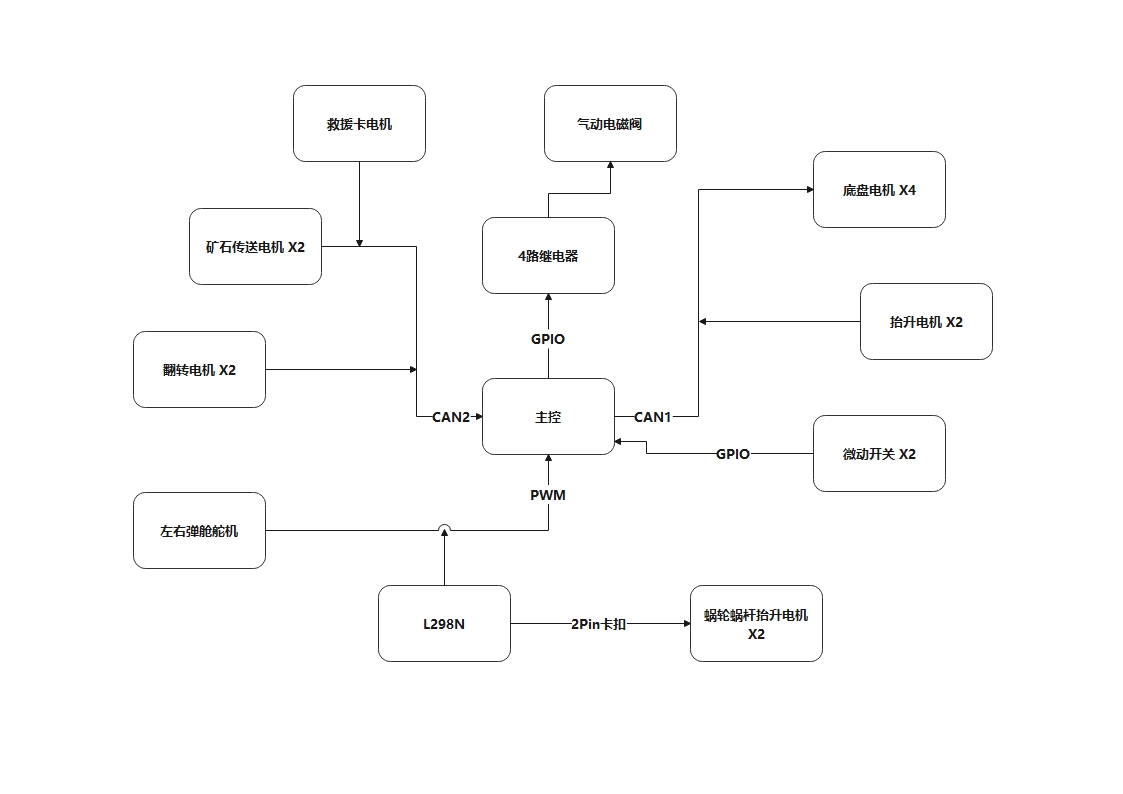 救援卡电机
气动电磁阀
底盘电机 X4
矿石传送电机 X2
4路继电器
抬升电机 X2
GPIO
翻转电机 X2
CAN2
主控
CAN1
微动开关 X2
GPIO
PWM
左右弹舱舵机
L298N
2Pin卡扣
蜗轮蜗杆抬升电机
X2